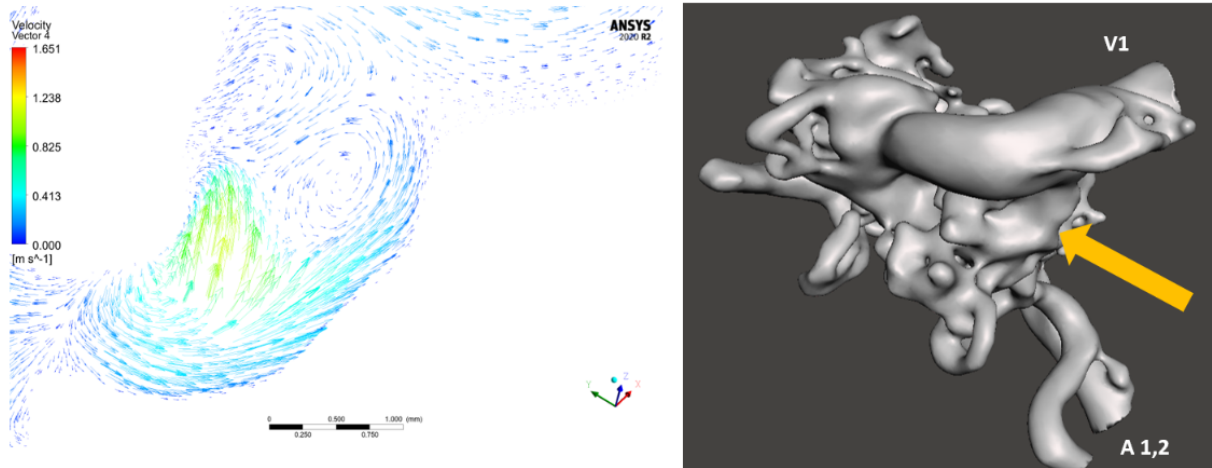 Velocity
Vector 4
1.651
1.238
0.825
0.413
0.000
[m s^-1]
ANSYS
2020 R2
Y
Z
X
0
0.500
1.000
(mm)
0.250
0.750
V1
A 1,2